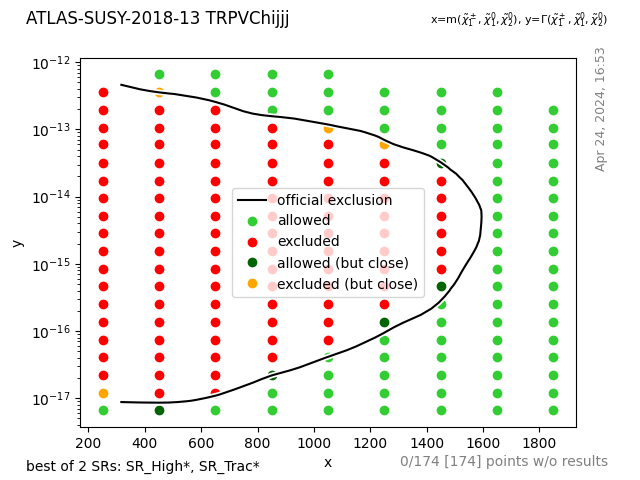 ATLAS-SUSY-2018-13 TRPVChijjj
x=m(χ̃₁±, χ̃₁⁰, χ̃₂⁰), y=Γ(χ̃₁±, χ̃₁⁰, χ̃₂⁰)
Apr 24, 2024, 16:53
10⁻¹²
10⁻¹³
10⁻¹⁴
10⁻¹⁵
10⁻¹⁶
10⁻¹⁷
y
official exclusion
allowed
excluded
allowed (but close)
excluded (but close)
200 400 600 800 1000 1200 1400 1600 1800
x
best of 2 SRs: SR_High*, SR_Trac*
0/174 [174] points w/o results